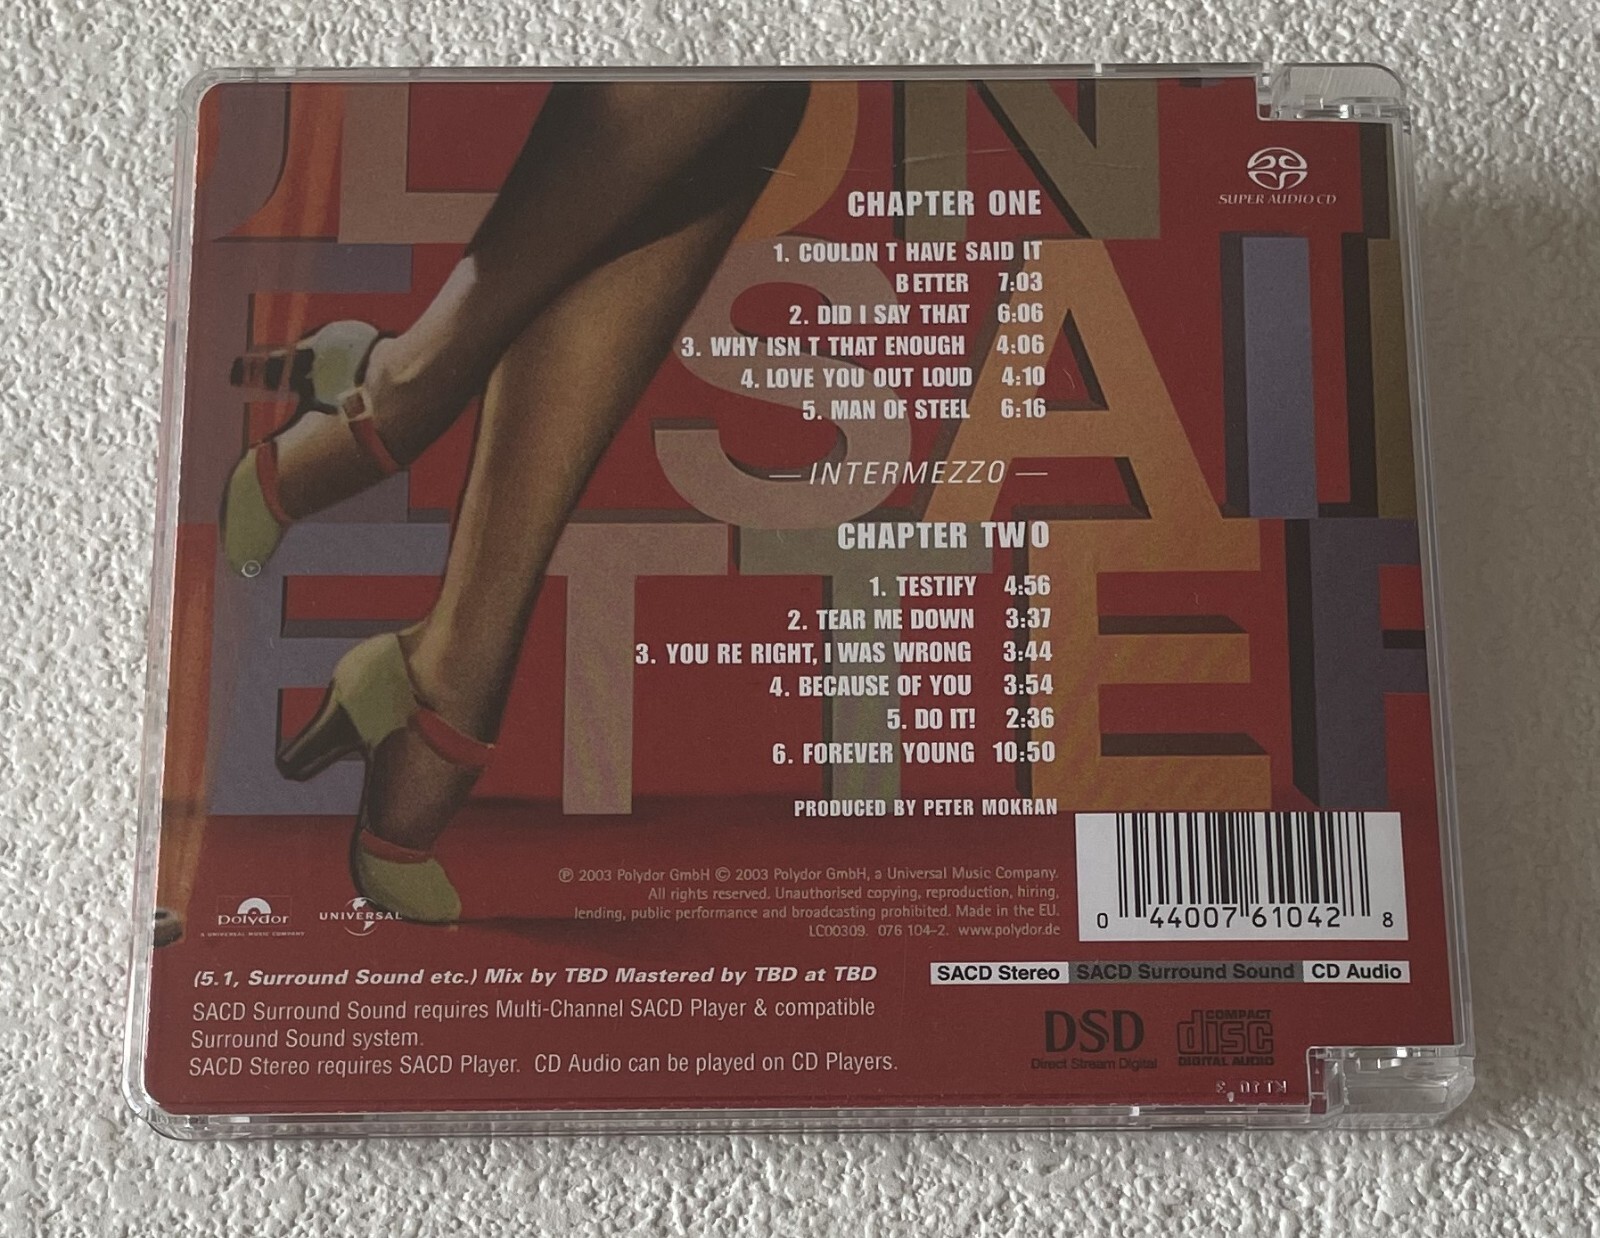 SUPER AUDIO CD
CHAPTER ONE
1. COULDN T HAVE SAID IT
BETTER 7:03
2. DID I SAY THAT 6:06
3. WHY ISN T THAT ENOUGH 4:06
4. LOVE YOU OUT LOUD 4:10
5. MAN OF STEEL 6:16
— INTERMEZZO —
CHAPTER TWO
1. TESTIFY 4:56
2. TEAR ME DOWN 3:37
3. YOU RE RIGHT, I WAS WRONG 3:44
4. BECAUSE OF YOU 3:54
5. DO IT! 2:36
6. FOREVER YOUNG 10:50
PRODUCED BY PETER MOKRAN
℗ 2003 Polydor GmbH © 2003 Polydor GmbH, a Universal Music Company.
All rights reserved. Unauthorised copying, reproduction, hiring,
lending, public performance and broadcasting prohibited. Made in the EU.
LC00309. 076 104-2. www.polydor.de
polydor
A UNIVERSAL MUSIC COMPANY
UNIVERSAL
0 44007 61042 8
(5.1, Surround Sound etc.) Mix by TBD Mastered by TBD at TBD
SACD Surround Sound requires Multi-Channel SACD Player & compatible
Surround Sound system.
SACD Stereo requires SACD Player. CD Audio can be played on CD Players.
SACD Stereo SACD Surround Sound CD Audio
DSD
Direct Stream Digital
COMPACT
disc
DIGITAL AUDIO